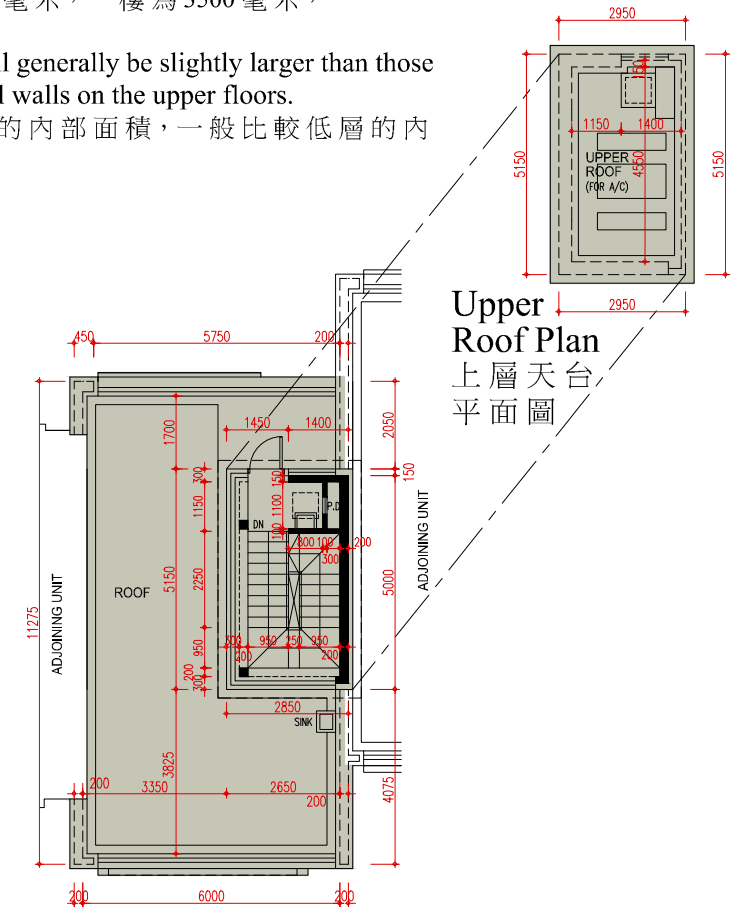 毫米， 一樓為3500毫米，
l generally be slightly larger than those
l walls on the upper floors.
的內部面積，一般比較低層的內
2950
150
1150 1400
5150
4550
5150
UPPER
ROOF
(FOR A/C)
2950
Upper
Roof Plan
上層天台
平面圖
450 5750 200
1700
1450 1400
2050
300
150
150
1150
1100
P.D
DN
100
800 100 200
300
ADJOINING UNIT
ROOF
5150
2250
5000
11275
ADJOINING UNIT
950
300 950 250 950
200 200
200
300
2850
SINK
3825
200
3350 2650
200
4075
200 6000 200